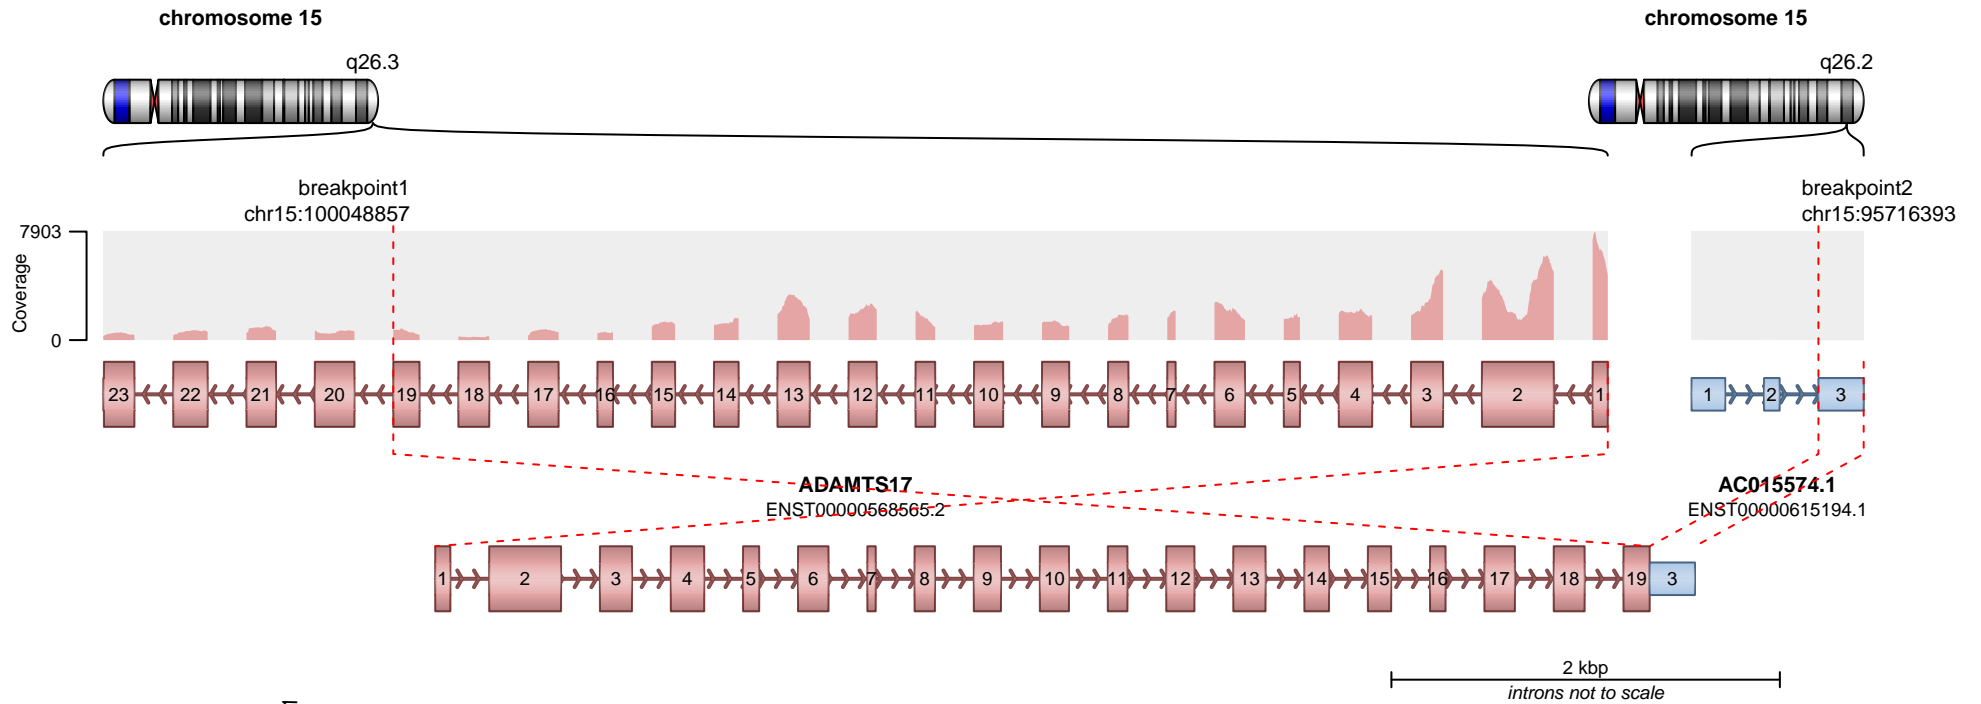 chromosome 15
chromosome 15
q26.3
q26.2
breakpoint1
chr15:100048857
breakpoint2
chr15:95716393
7903
Coverage
0
23 22 21 20 19 18 17 16 15 14 13 12 11 10 9 8 7 6 5 4 3 2 1
1 2 3
ADAMTS17
ENST00000568565.2
AC015574.1
ENST00000615194.1
1 2 3 4 5 6 7 8 9 10 11 12 13 14 15 16 17 18 19 3
2 kbp
introns not to scale